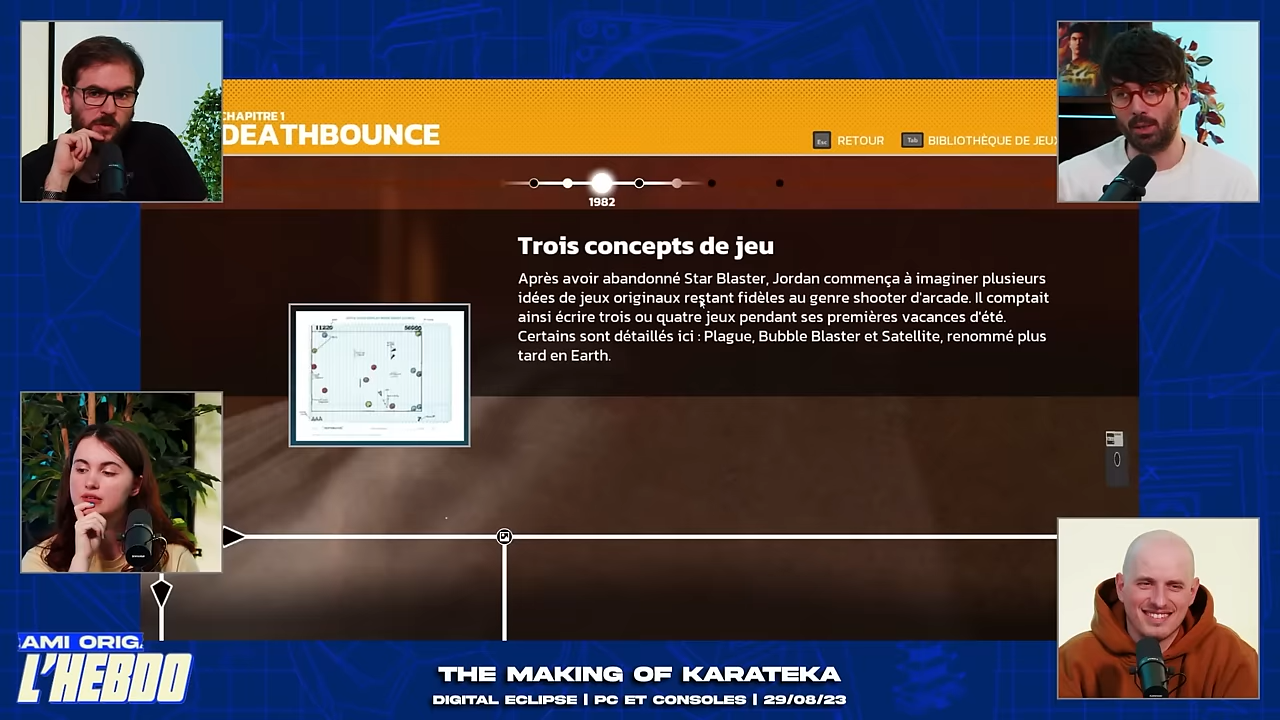 CHAPITRE 1
DEATHBOUNCE
Esc RETOUR Tab BIBLIOTHÈQUE DE JEUX
1982
Trois concepts de jeu
Après avoir abandonné Star Blaster, Jordan commença à imaginer plusieurs
idées de jeux originaux restant fidèles au genre shooter d'arcade. Il comptait
ainsi écrire trois ou quatre jeux pendant ses premières vacances d'été.
Certains sont détaillés ici : Plague, Bubble Blaster et Satellite, renommé plus
tard en Earth.
AMI ORIG
L'HEBDO
THE MAKING OF KARATEKA
DIGITAL ECLIPSE | PC ET CONSOLES | 29/08/23